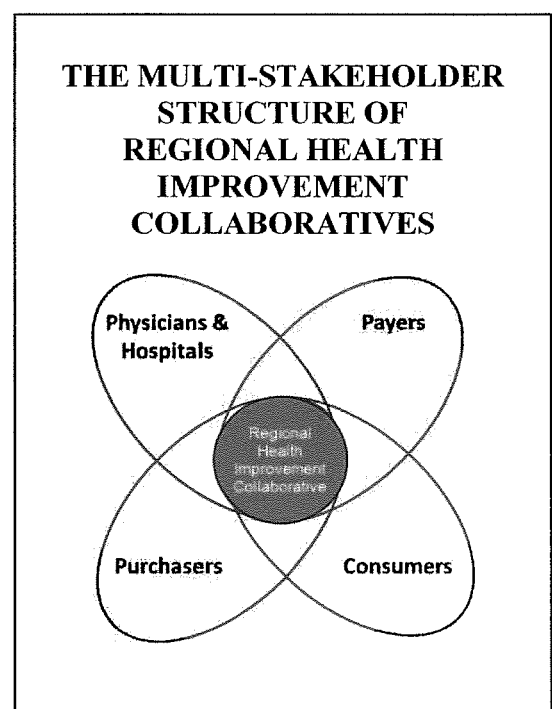 THE MULTI-STAKEHOLDER
STRUCTURE OF
REGIONAL HEALTH
IMPROVEMENT
COLLABORATIVES
Physicians &
Hospitals
Payers
Regional
Health
Improvement
Collaborative
Purchasers
Consumers